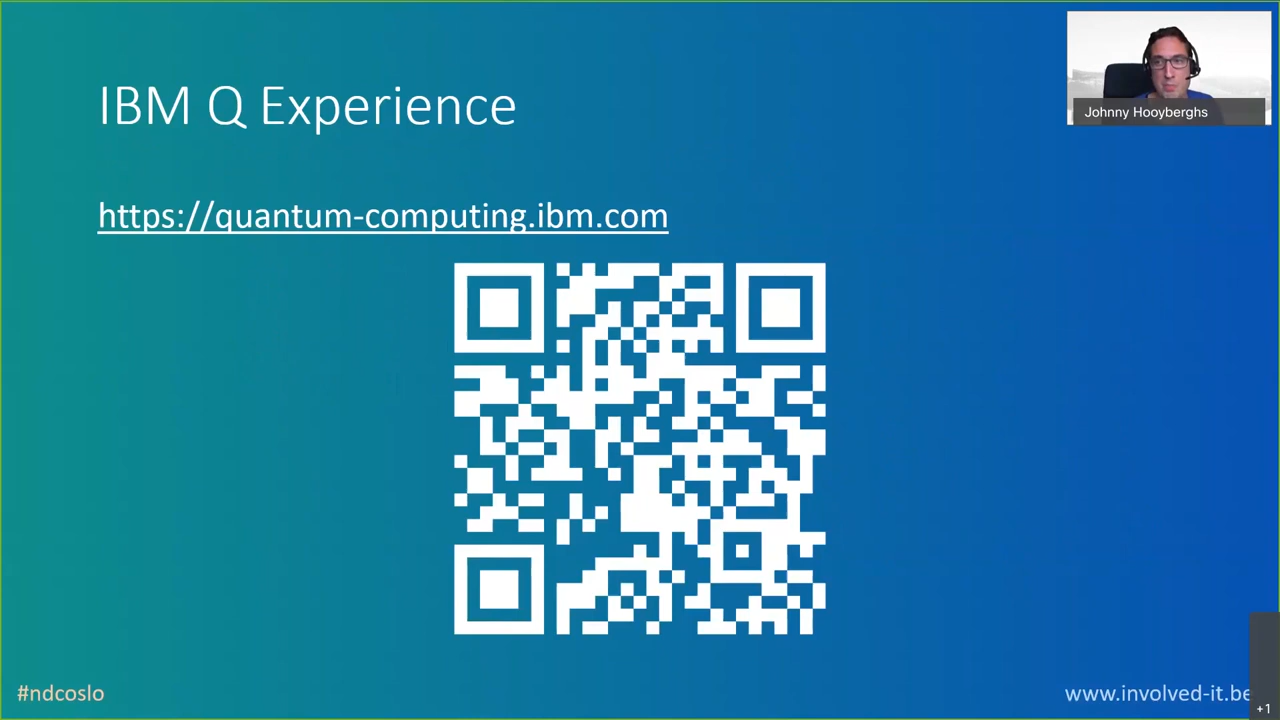 IBM Q Experience
Johnny Hooyberghs
https://quantum-computing.ibm.com
#ndcoslo
www.involved-it.be
+1